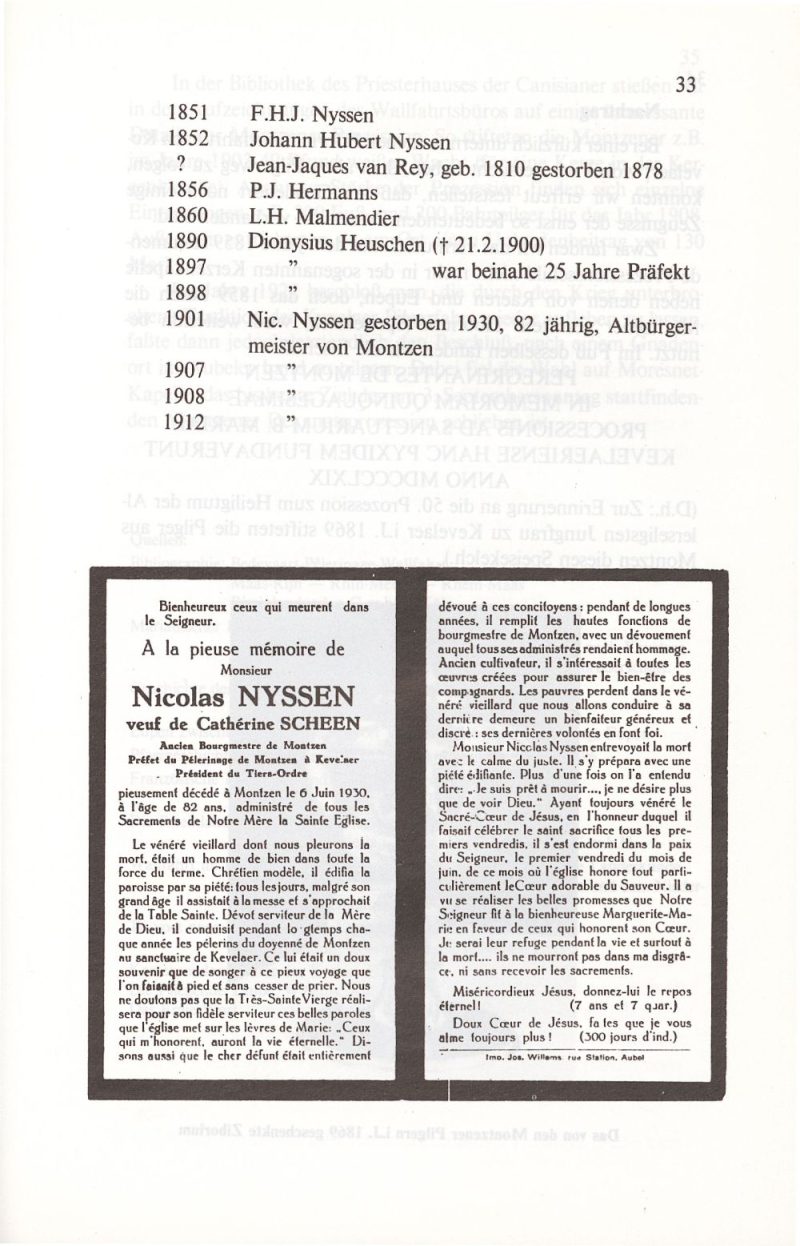 33
1851 F.H.J. Nyssen
1852 Johann Hubert Nyssen
? Jean-Jaques van Rey, geb. 1810 gestorben 1878
1856 P.J. Hermanns
1860 L.H. Malmendier
1890 Dionysius Heuschen († 21.2.1900)
1897 ” war beinahe 25 Jahre Präfekt
1898 ”
1901 Nic. Nyssen gestorben 1930, 82 jährig, Altbürger-
meister von Montzen
1907 ”
1908 ”
1912 ”
Bienheureux ceux qui meurent dans
le Seigneur.
A la pieuse mémoire de
Monsieur
Nicolas NYSSEN
veuf de Cathérine SCHEEN
Ancien Bourgmestre de Montzen
Préfet du Pélerinage de Montzen à Kevelaer
Président du Tiers-Ordre
pieusement décédé à Montzen le 6 Juin 1930,
à l'âge de 82 ans, administré de tous les
Sacrements de Notre Mère la Sainte Eglise.
Le vénéré vieillard dont nous pleurons la
mort, était un homme de bien dans toute la
force du terme. Chrétien modèle, il édifia la
paroisse par sa piété: tous les jours, malgré son
grand âge il assistait à la messe et s'approchait
de la Table Sainte. Dévot serviteur de la Mère
de Dieu, il conduisit pendant longtemps cha-
que année les pélerins du doyenné de Montzen
au sanctuaire de Kevelaer. Ce lui était un doux
souvenir que de songer à ce pieux voyage que
l'on faisait à pied et sans cesser de prier. Nous
ne doutons pas que la Très-Sainte Vierge réali-
sera pour son fidèle serviteur ces belles paroles
que l'église met sur les lèvres de Marie: „Ceux
qui m'honorent, auront la vie éternelle.“ Di-
sons aussi que le cher défunt était entièrement
dévoué à ces concitoyens : pendant de longues
années, il remplit les hautes fonctions de
bourgmestre de Montzen, avec un dévouement
auquel tous ses administrés rendaient hommage.
Ancien cultivateur, il s'intéressait à toutes les
œuvres créées pour assurer le bien-être des
compagnards. Les pauvres perdent dans le vé-
néré vieillard que nous allons conduire à sa
dernière demeure un bienfaiteur généreux et
discré : ses dernières volontés en font foi.
Monsieur Nicolas Nyssen entrevoyait la mort
avec le calme du juste. Il s'y prépara avec une
piété édifiante. Plus d'une fois on l'a entendu
dire: „Je suis prêt à mourir..., je ne désire plus
que de voir Dieu.“ Ayant toujours vénéré le
Sacré-Cœur de Jésus, en l'honneur duquel il
faisait célébrer le saint sacrifice tous les pre-
miers vendredis, il s'est endormi dans la paix
du Seigneur, le premier vendredi du mois de
juin, de ce mois où l'église honore tout parti-
culièrement le Cœur adorable du Sauveur. Il a
vu se réaliser les belles promesses que Notre
Seigneur fit à la bienheureuse Marguerite-Ma-
rie en faveur de ceux qui honorent son Cœur.
Je serai leur refuge pendant la vie et surtout à
la mort.... ils ne mourront pas dans ma disgrâ-
ce, ni sans recevoir les sacrements.
Miséricordieux Jésus, donnez-lui le repos
éternel ! (7 ans et 7 quar.)
Doux Cœur de Jésus, faites que je vous
aime toujours plus ! (300 jours d'ind.)
Imp. Jos. Willems rue Station, Aubel